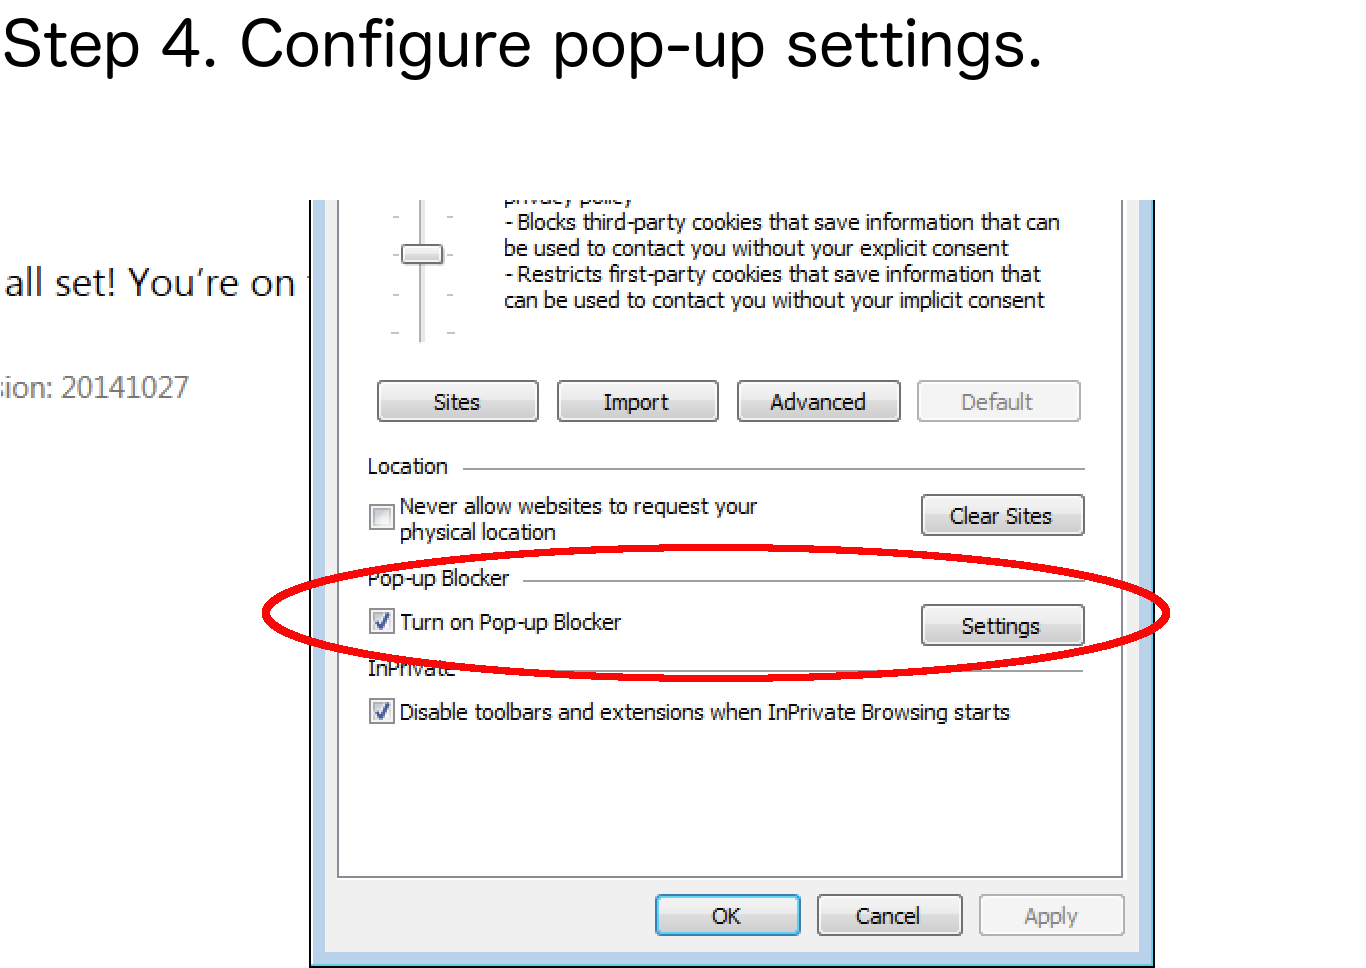 Step 4. Configure pop-up settings.
privacy policy
- Blocks third-party cookies that save information that can
be used to contact you without your explicit consent
- Restricts first-party cookies that save information that
can be used to contact you without your implicit consent
all set! You're on
sion: 20141027
Sites Import Advanced Default
Location
Never allow websites to request your
physical location
Clear Sites
Pop-up Blocker
Turn on Pop-up Blocker
Settings
InPrivate
Disable toolbars and extensions when InPrivate Browsing starts
OK Cancel Apply